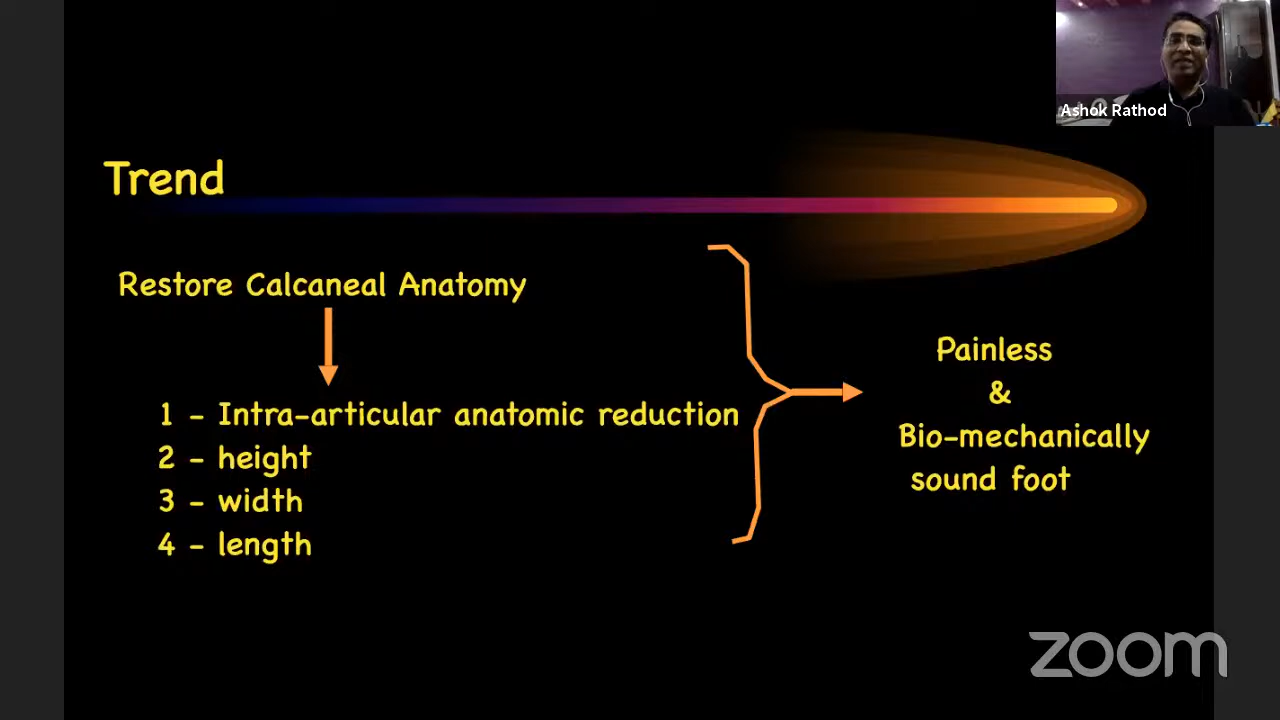 Ashok Rathod
Trend
Restore Calcaneal Anatomy
1 - Intra-articular anatomic reduction
2 - height
3 - width
4 - length
Painless
&
Bio-mechanically
sound foot
zoom